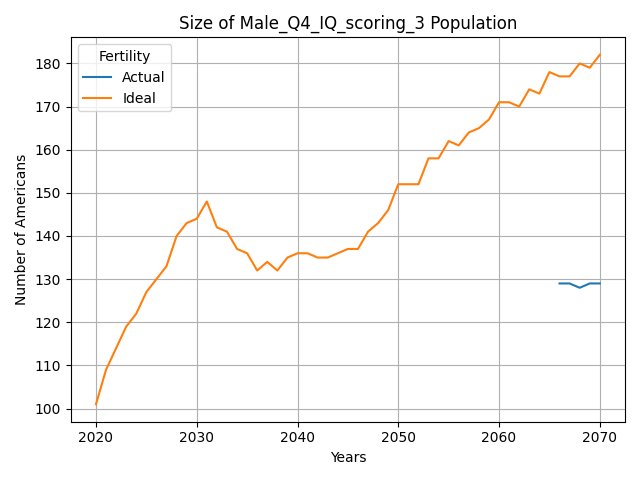 Size of Male_Q4_IQ_scoring_3 Population
Fertility
Actual
Ideal
Number of Americans
180
170
160
150
140
130
120
110
100
2020
2030
2040
2050
2060
2070
Years